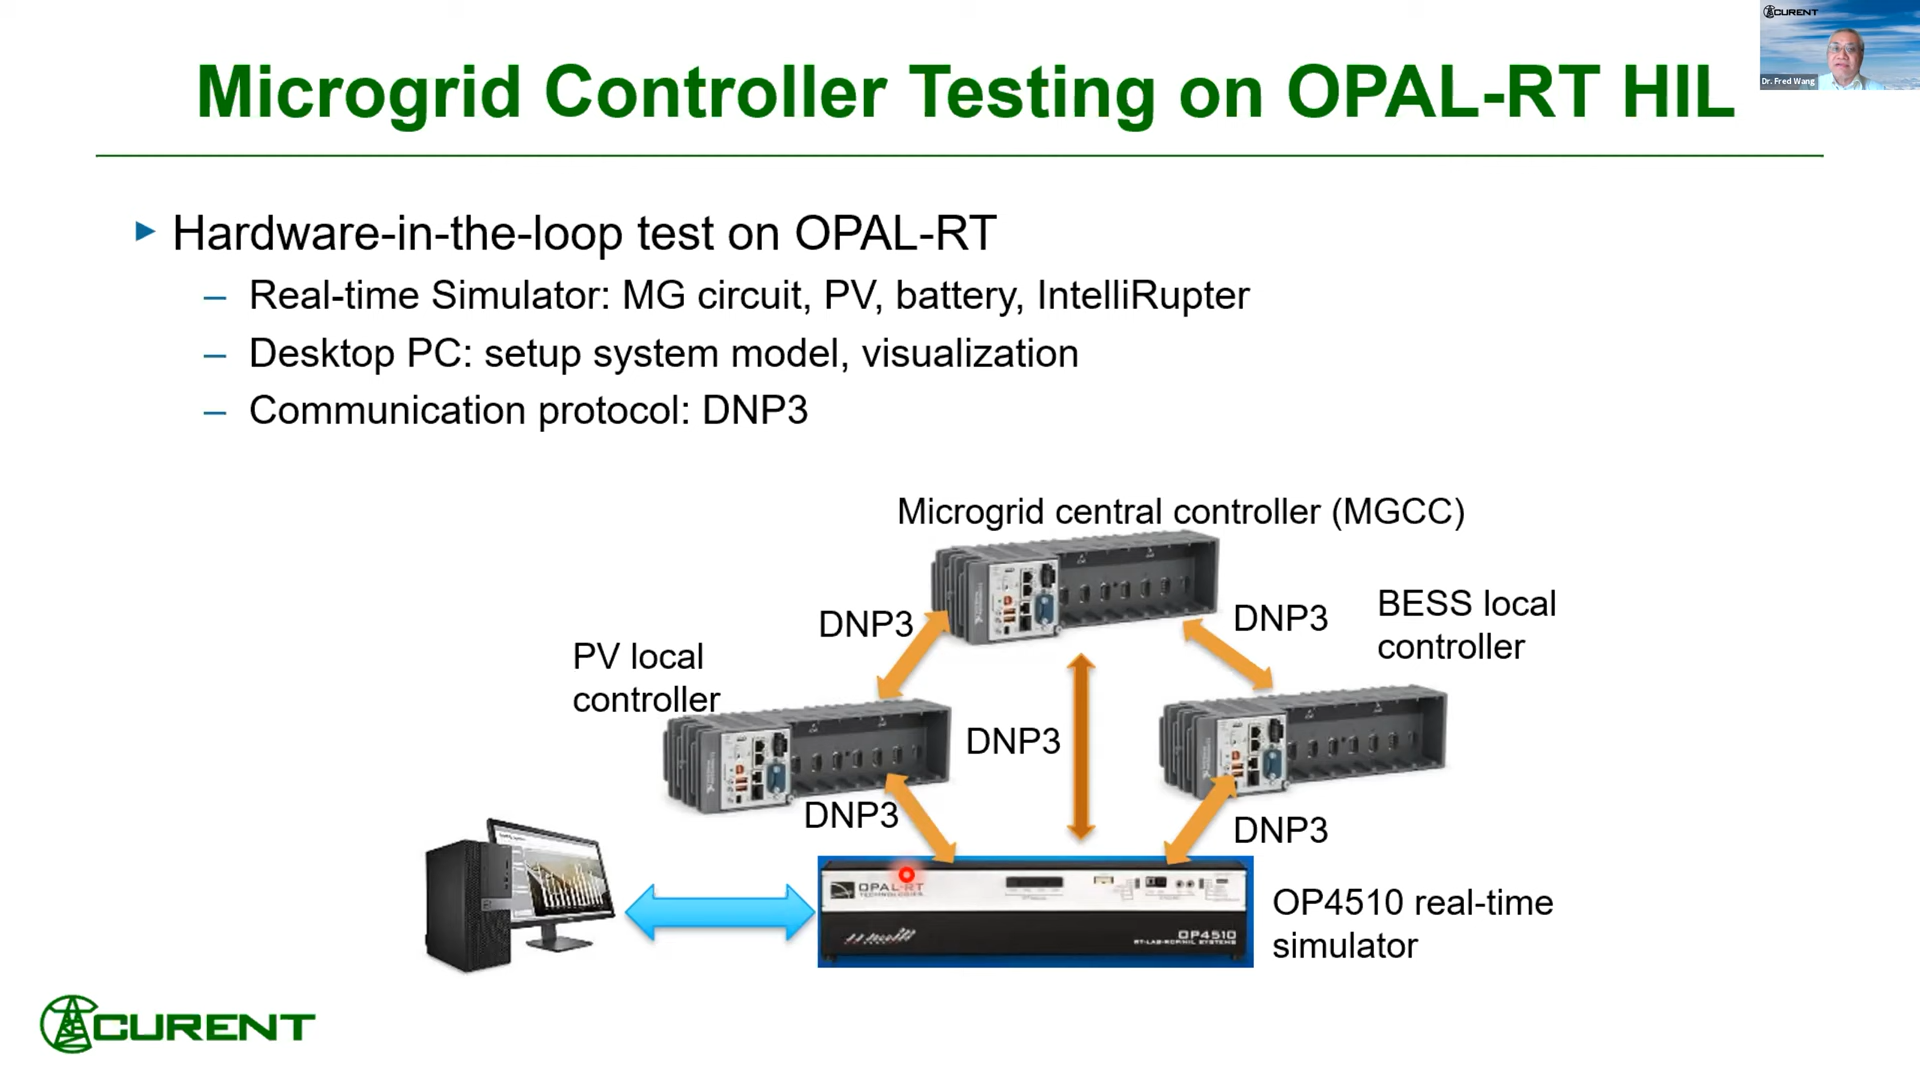 CURENT
Dr. Fred Wang
Microgrid Controller Testing on OPAL-RT HIL
Hardware-in-the-loop test on OPAL-RT
– Real-time Simulator: MG circuit, PV, battery, IntelliRupter
– Desktop PC: setup system model, visualization
– Communication protocol: DNP3
Microgrid central controller (MGCC)
DNP3
DNP3
BESS local
controller
PV local
controller
DNP3
DNP3
DNP3
OPAL-RT
TECHNOLOGIES
OP4510
OP4510 real-time
simulator
CURENT